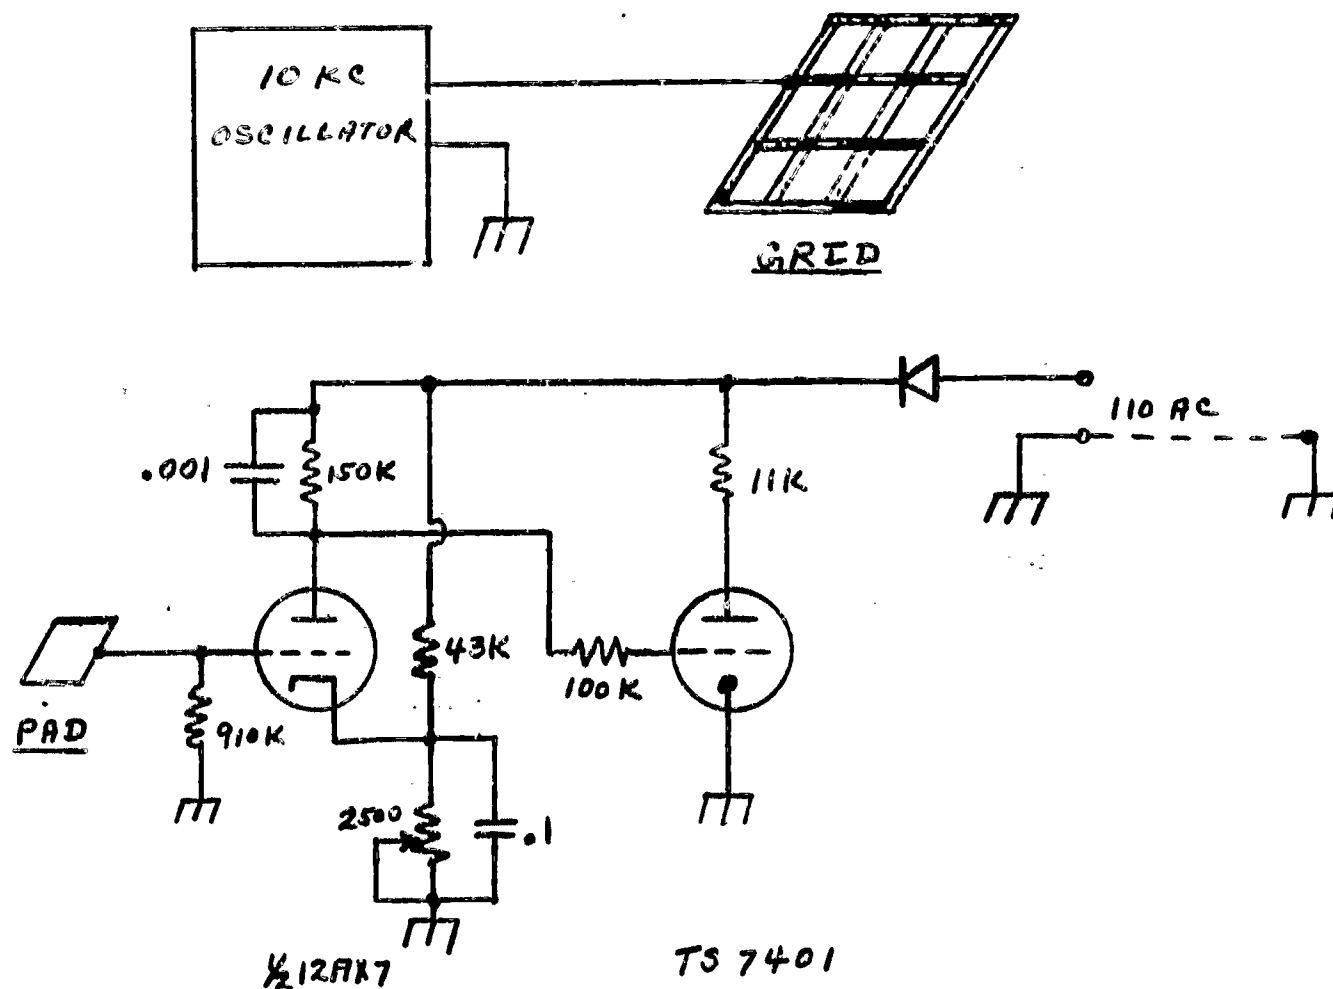 10 KC
OSCILLATOR
GRID
110 AC
.001
150K
11K
43K
100K
PAD
910K
2500
.1
½ 12AX7
TS 7401